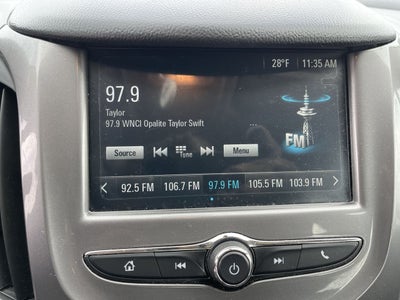 28°F 11:35 AM
97.9
Taylor
97.9 WNCI Opalite Taylor Swift
FM
Source Tone Menu
92.5 FM 106.7 FM 97.9 FM 105.5 FM 103.9 FM